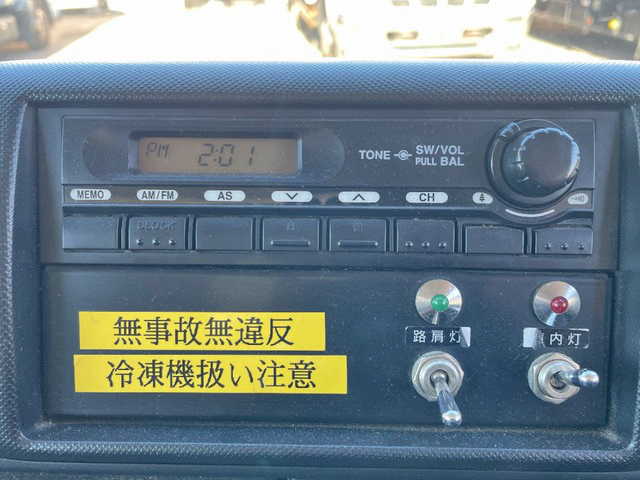 PM 2:01
TONE SW/VOL
PULL BAL
MEMO AM/FM AS CH
CLOCK
路肩灯
内灯
無事故無違反
冷凍機扱い注意